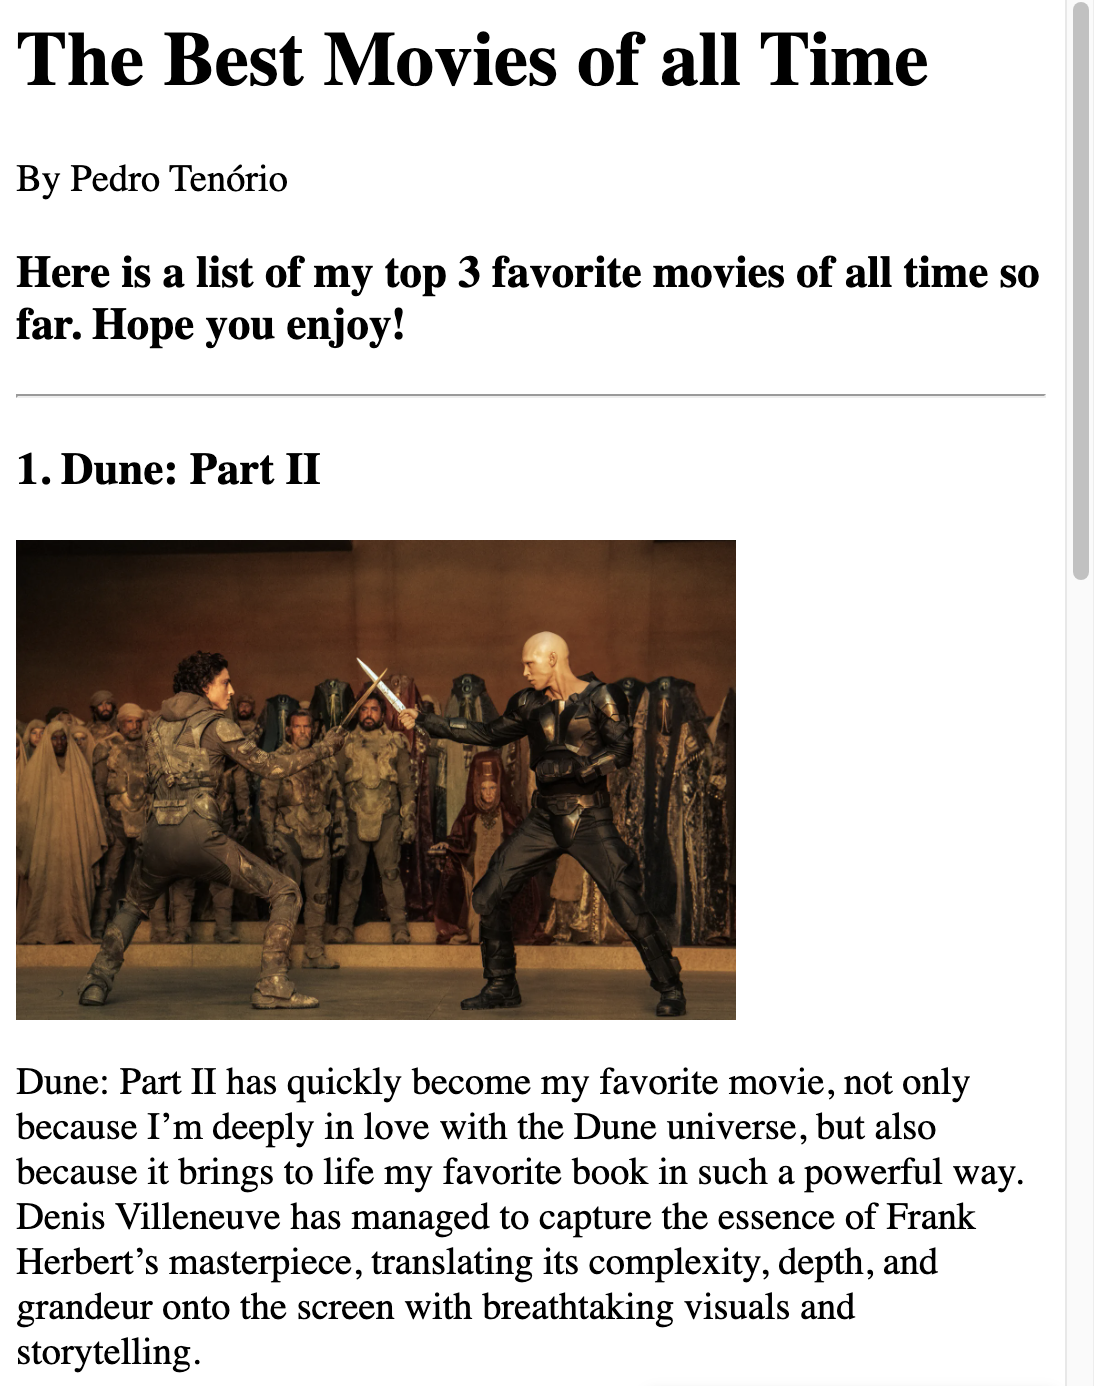 The Best Movies of all Time
By Pedro Tenório
Here is a list of my top 3 favorite movies of all time so
far. Hope you enjoy!
1. Dune: Part II
Dune: Part II has quickly become my favorite movie, not only
because I’m deeply in love with the Dune universe, but also
because it brings to life my favorite book in such a powerful way.
Denis Villeneuve has managed to capture the essence of Frank
Herbert’s masterpiece, translating its complexity, depth, and
grandeur onto the screen with breathtaking visuals and
storytelling.